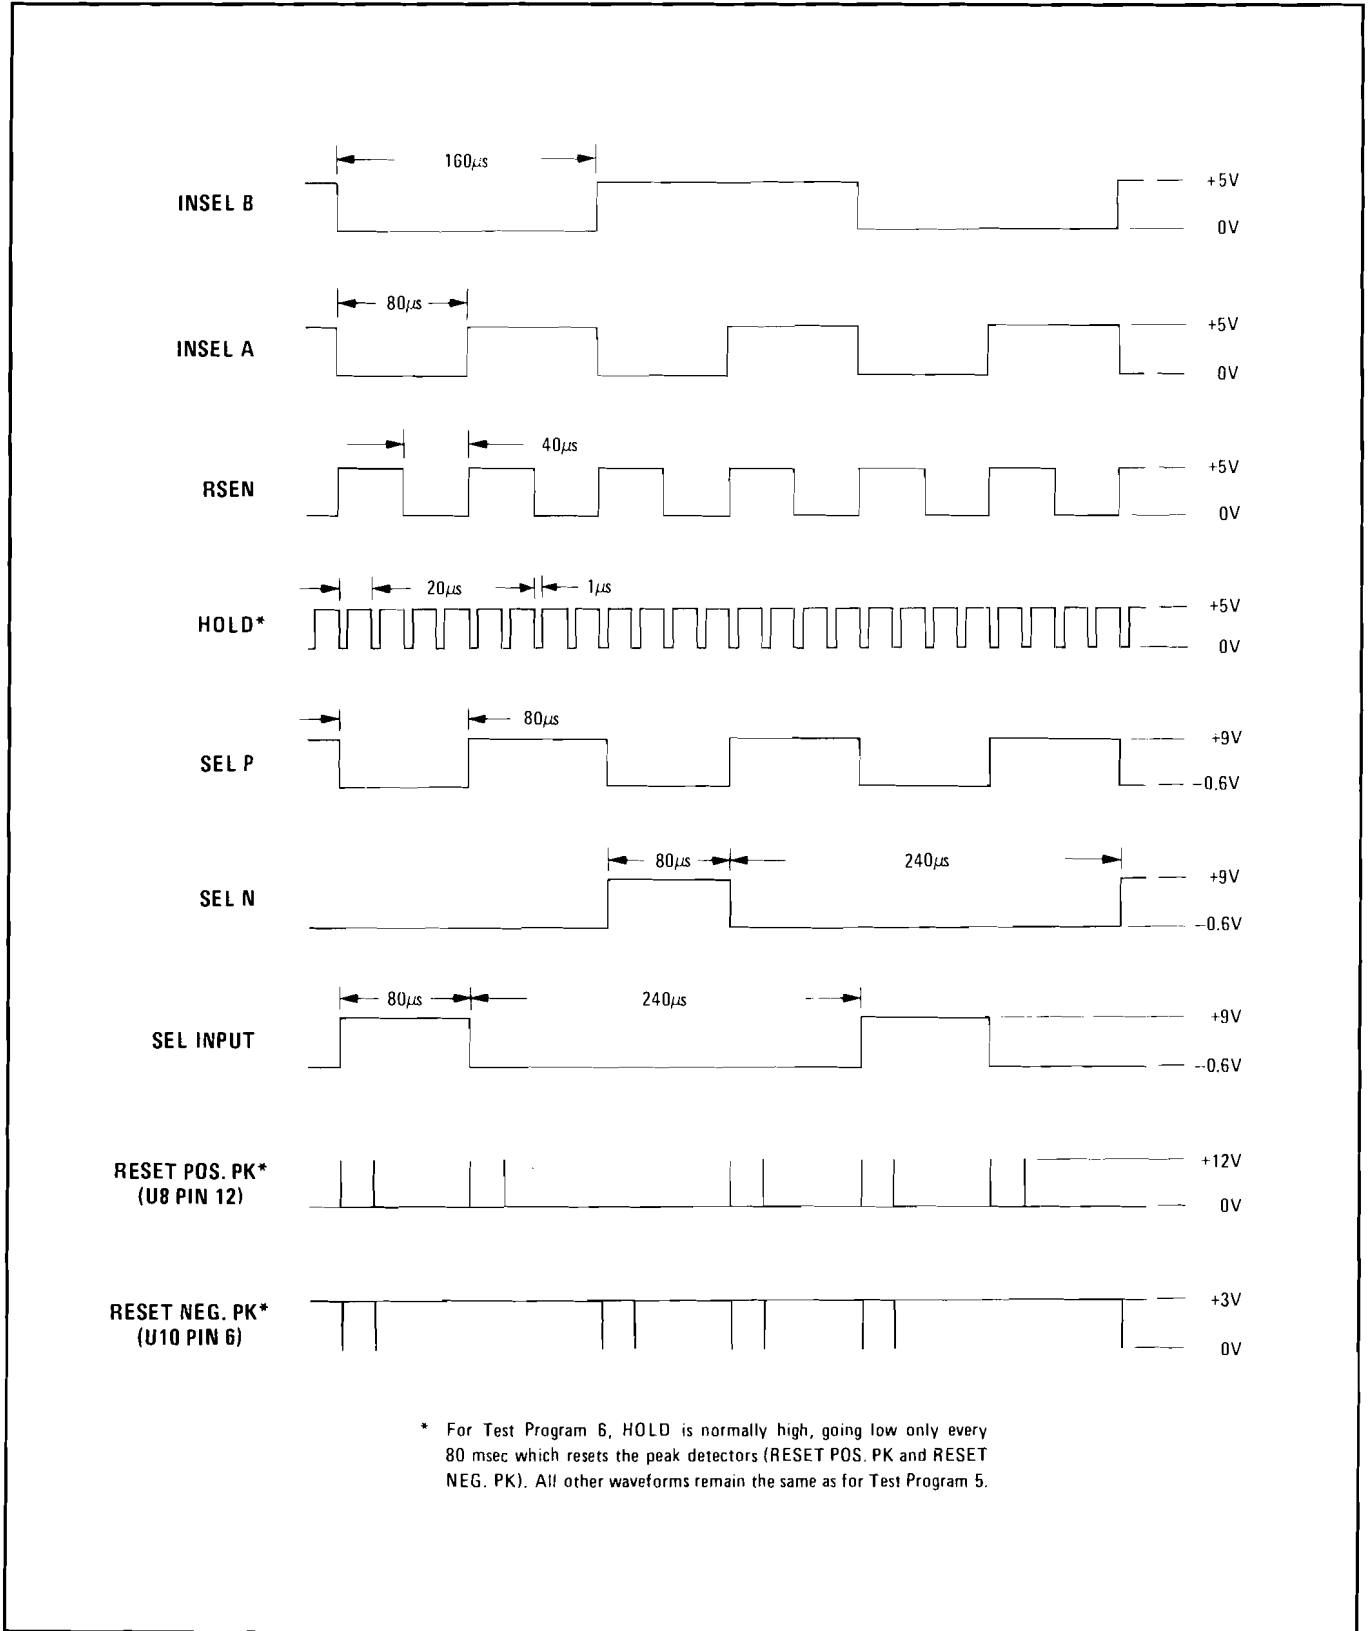 160μs
INSEL B
+5V
0V
80μs
INSEL A
+5V
0V
40μs
RSEN
+5V
0V
20μs
1μs
HOLD*
+5V
0V
80μs
SEL P
+9V
-0.6V
80μs
240μs
SEL N
+9V
-0.6V
80μs
240μs
SEL INPUT
+9V
-0.6V
RESET POS. PK*
(U8 PIN 12)
+12V
0V
RESET NEG. PK*
(U10 PIN 6)
+3V
0V
* For Test Program 6, HOLD is normally high, going low only every
80 msec which resets the peak detectors (RESET POS. PK and RESET
NEG. PK). All other waveforms remain the same as for Test Program 5.